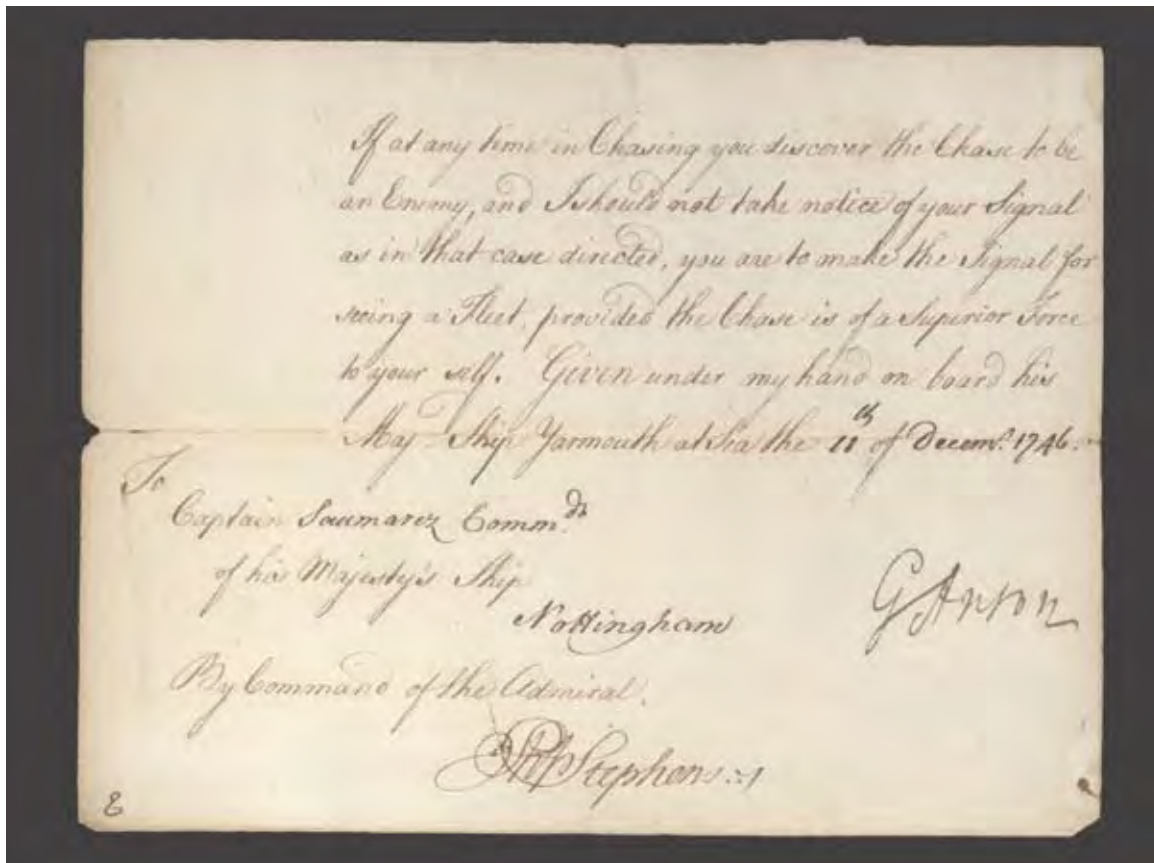 If at any time in Chasing you discover the Chase to be
an Enemy, and I should not take notice of your Signal
as in that case directed, you are to make the Signal for
seeing a Fleet, provided the Chase is of a Superior Force
to your self. Given under my hand on board his
Maj Ship Yarmouth at Sea the 11th of Decemr. 1746.
To
Captain Saumarez Commdr.
of his Majesty's Ship
Nottingham
G Anson
By Command of the Admiral.
Php Stephens